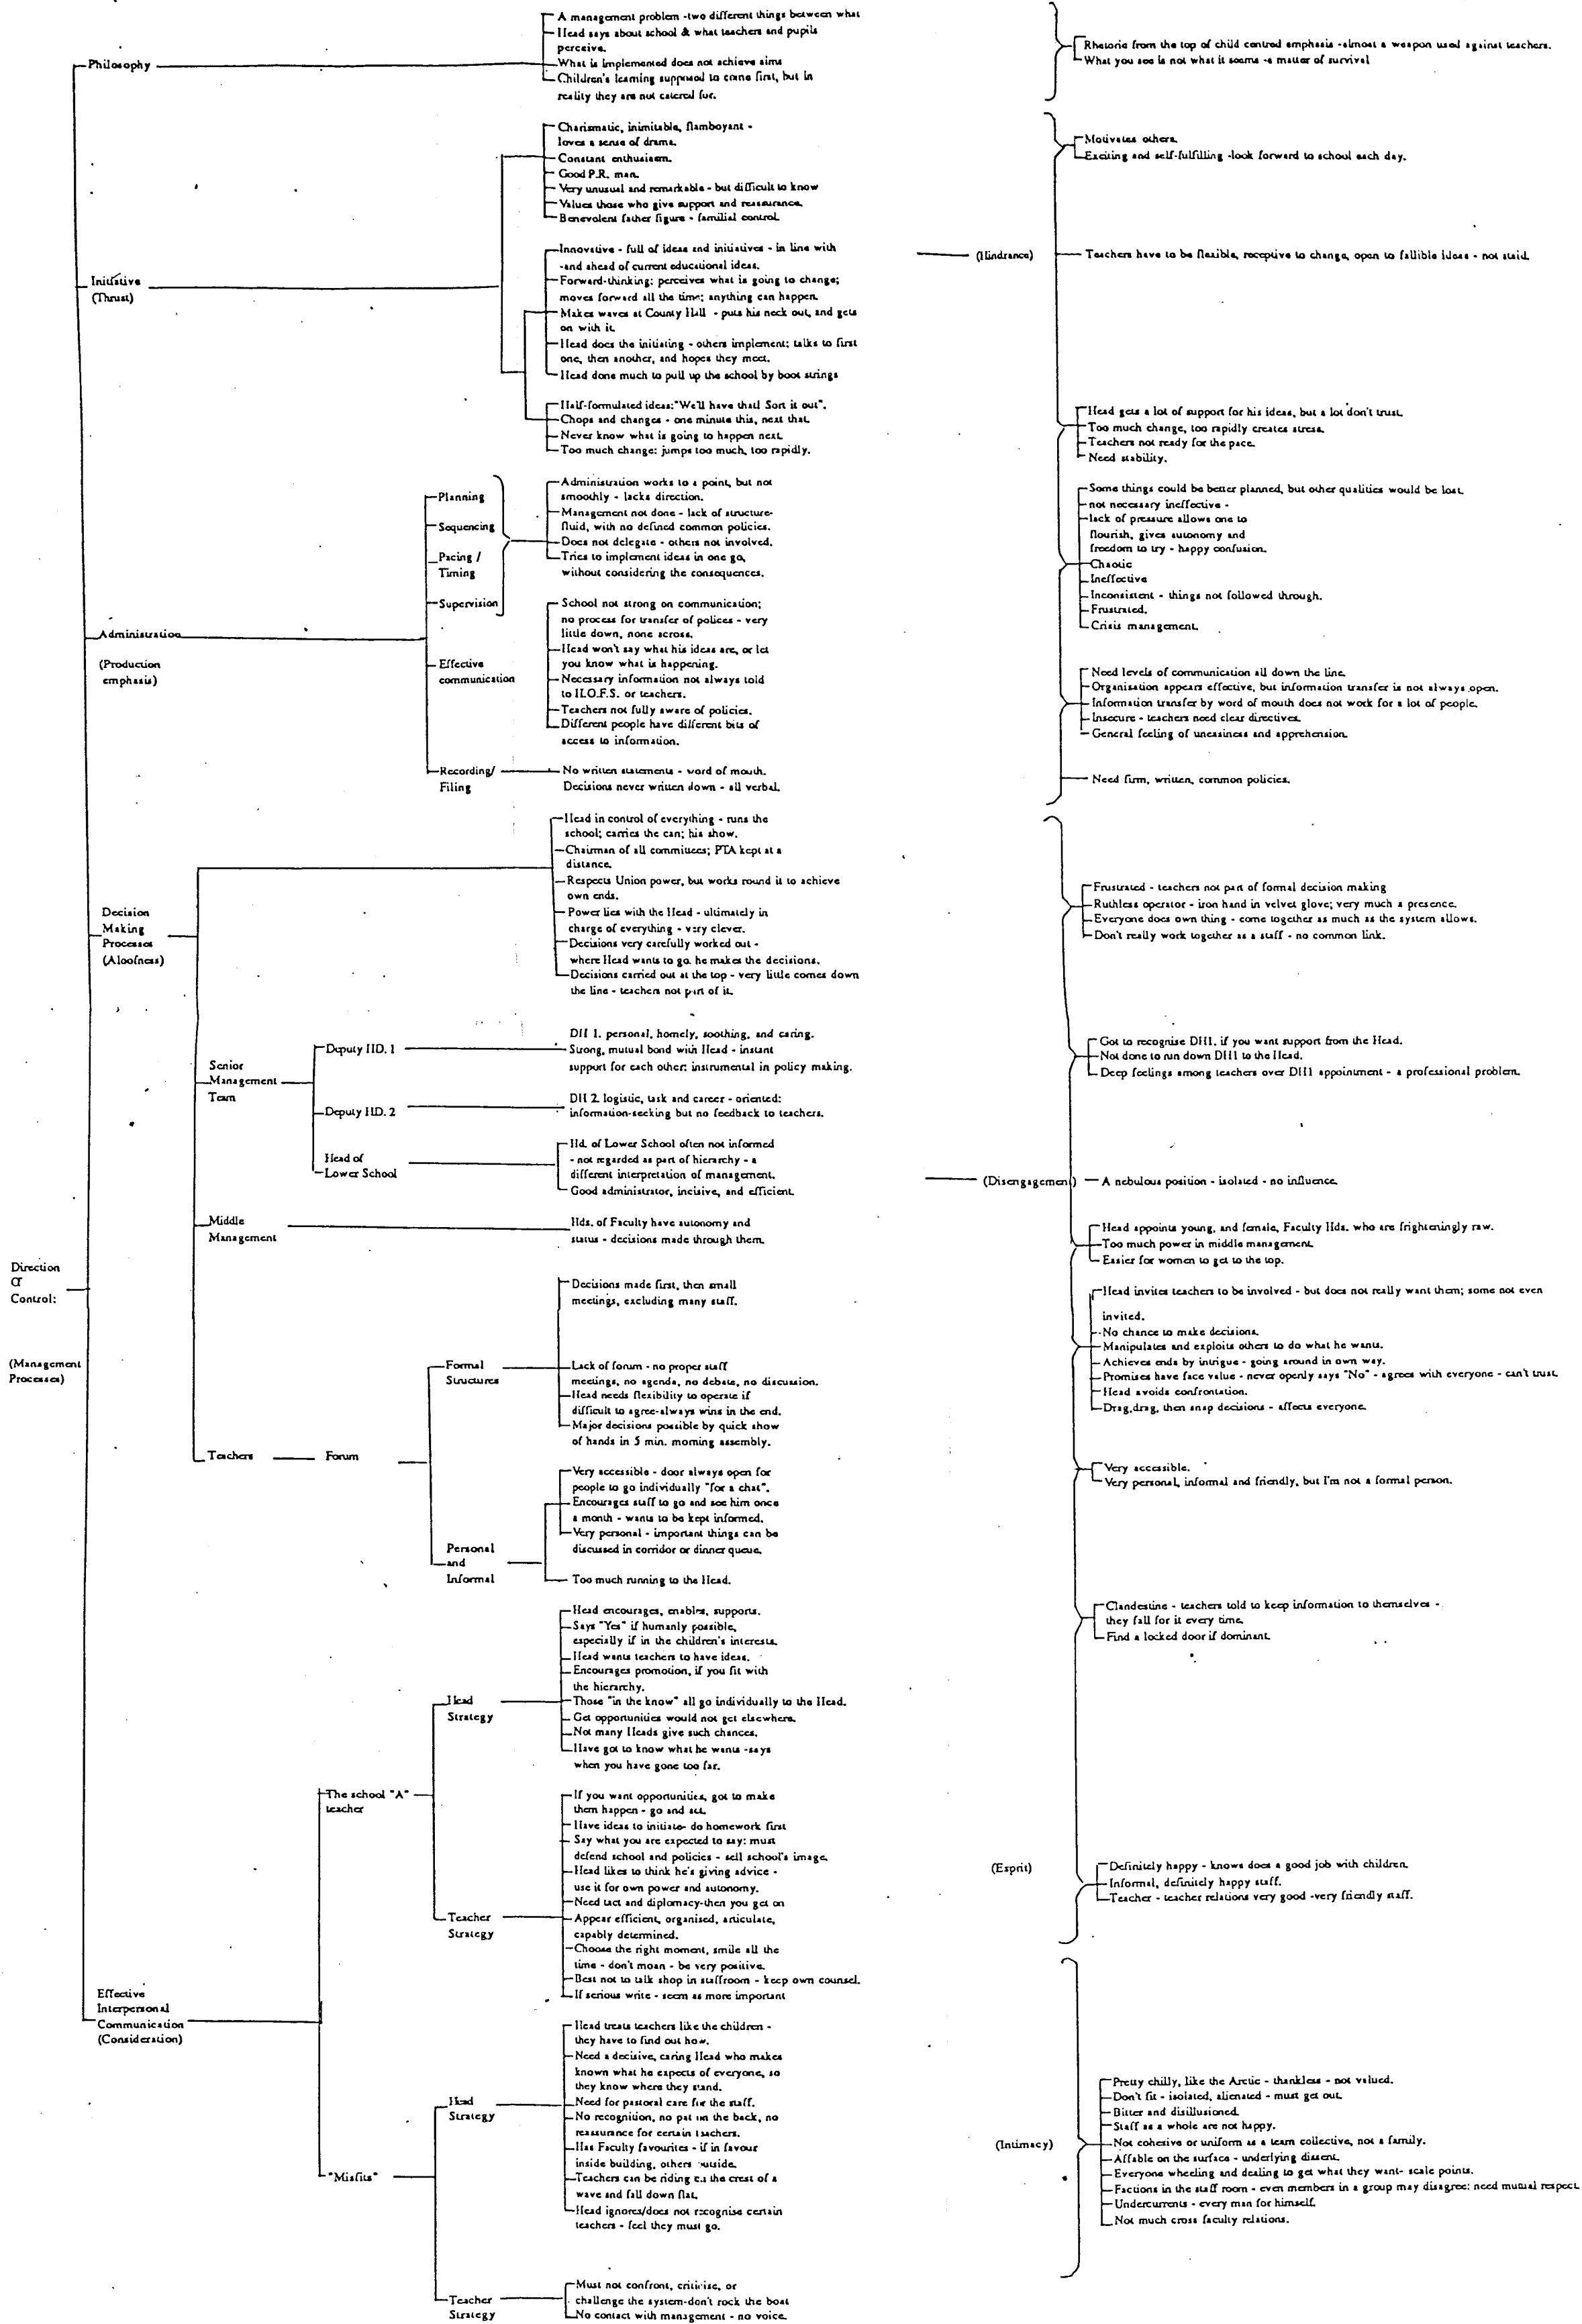 A management problem -two different things between what
Head says about school & what teachers and pupils
perceive.
What is implemented does not achieve aims
Children's learning supposed to come first, but in
reality they are not catered for.
Philosophy
Rhetoric from the top of child centred emphasis -almost a weapon used against teachers.
What you see is not what it seems -a matter of survival
Charismatic, inimitable, flamboyant -
loves a sense of drama.
Constant enthusiasm.
Good P.R. man.
Very unusual and remarkable - but difficult to know
Values those who give support and reassurance.
Benevolent father figure - familial control.
Motivates others.
Exciting and self-fulfilling -look forward to school each day.
Initiative
(Thrust)
Innovative - full of ideas and initiatives - in line with
-and ahead of current educational ideas.
Forward-thinking: perceives what is going to change;
moves forward all the time; anything can happen.
Makes waves at County Hall - puts his neck out, and gets
on with it.
Head does the initiating - others implement: talks to first
one, then another, and hopes they meet.
Head done much to pull up the school by boot strings
(Hindrance)
Teachers have to be flexible, receptive to change, open to fallible ideas - not staid.
Half-formulated ideas:"We'll have that! Sort it out".
Chops and changes - one minute this, next that.
Never know what is going to happen next.
Too much change: jumps too much, too rapidly.
Head gets a lot of support for his ideas, but a lot don't trust.
Too much change, too rapidly creates stress.
Teachers not ready for the pace.
Need stability.
Administration
(Production
emphasis)
Planning
Sequencing
Pacing /
Timing
Supervision
Administration works to a point, but not
smoothly - lacks direction.
Management not done - lack of structure-
fluid, with no defined common policies.
Does not delegate - others not involved.
Tries to implement ideas in one go,
without considering the consequences.
Some things could be better planned, but other qualities would be lost.
not necessary ineffective -
lack of pressure allows one to
flourish, gives autonomy and
freedom to try - happy confusion.
Chaotic
Ineffective
Inconsistent - things not followed through.
Frustrated.
Crisis management.
Effective
communication
School not strong on communication;
no process for transfer of polices - very
little down, none across.
Head won't say what his ideas are, or let
you know what is happening.
Necessary information not always told
to H.O.F.S. or teachers.
Teachers not fully aware of policies.
Different people have different bits of
access to information.
Need levels of communication all down the line.
Organisation appears effective, but information transfer is not always open.
Information transfer by word of mouth does not work for a lot of people.
Insecure - teachers need clear directives.
General feeling of uneasiness and apprehension.
Recording/
Filing
No written statements - word of mouth.
Decisions never written down - all verbal.
Need firm, written, common policies.
Decision
Making
Processes
(Aloofness)
Head in control of everything - runs the
school; carries the can; his show.
Chairman of all committees; PTA kept at a
distance.
Respects Union power, but works round it to achieve
own ends.
Power lies with the Head - ultimately in
charge of everything - very clever.
Decisions very carefully worked out -
where Head wants to go. he makes the decisions.
Decisions carried out at the top - very little comes down
the line - teachers not part of it.
Frustrated - teachers not part of formal decision making
Ruthless operator - iron hand in velvet glove; very much a presence.
Everyone does own thing - come together as much as the system allows.
Don't really work together as a staff - no common link.
Senior
Management
Team
Deputy HD. 1
DH 1. personal, homely, soothing, and caring.
Strong, mutual bond with Head - instant
support for each other: instrumental in policy making.
Got to recognise DH1. if you want support from the Head.
Not done to run down DH1 to the Head.
Deep feelings among teachers over DH1 appointment - a professional problem.
Deputy HD. 2
DH 2. logistic, task and career - oriented:
information-seeking but no feedback to teachers.
Head of
Lower School
Hd. of Lower School often not informed
- not regarded as part of hierarchy - a
different interpretation of management.
Good administrator, incisive, and efficient.
(Disengagement)
A nebulous position - isolated - no influence.
Middle
Management
Hds. of Faculty have autonomy and
status - decisions made through them.
Head appoints young, and female, Faculty Hds. who are frighteningly raw.
Too much power in middle management.
Easier for women to get to the top.
Direction
Of
Control:
(Management
Processes)
Teachers
Forum
Formal
Structures
Decisions made first, then small
meetings, excluding many staff.
Lack of forum - no proper staff
meetings, no agenda, no debate, no discussion.
Head needs flexibility to operate if
difficult to agree-always wins in the end.
Major decisions possible by quick show
of hands in 5 min. morning assembly.
Head invites teachers to be involved - but does not really want them; some not even
invited.
No chance to make decisions.
Manipulates and exploits others to do what he wants.
Achieves ends by intrigue - going around in own way.
Promises have face value - never openly says "No" - agrees with everyone - can't trust.
Head avoids confrontation.
Drag,drag, then snap decisions - affects everyone.
Personal
and
Informal
Very accessible - door always open for
people to go individually "for a chat".
Encourages staff to go and see him once
a month - wants to be kept informed.
Very personal - important things can be
discussed in corridor or dinner queue.
Too much running to the Head.
Very accessible.
Very personal, informal and friendly, but I'm not a formal person.
Effective
Interpersonal
Communication
(Consideration)
The school "A"
teacher
Head
Strategy
Head encourages, enables, supports.
Says "Yes" if humanly possible,
especially if in the children's interests.
Head wants teachers to have ideas.
Encourages promotion, if you fit with
the hierarchy.
Those "in the know" all go individually to the Head.
Get opportunities would not get elsewhere.
Not many Heads give such chances.
Have got to know what he wants -says
when you have gone too far.
Clandestine - teachers told to keep information to themselves -
they fall for it every time.
Find a locked door if dominant.
Teacher
Strategy
If you want opportunities, got to make
them happen - go and act.
Have ideas to initiate- do homework first
Say what you are expected to say: must
defend school and policies - sell school's image.
Head likes to think he's giving advice -
use it for own power and autonomy.
Need tact and diplomacy-then you get on
Appear efficient, organised, articulate,
capably determined.
Choose the right moment, smile all the
time - don't moan - be very positive.
Best not to talk shop in staffroom - keep own counsel.
If serious write - seem as more important
(Esprit)
Definitely happy - knows does a good job with children.
Informal, definitely happy staff.
Teacher - teacher relations very good -very friendly staff.
"Misfits"
Head
Strategy
Head treats teachers like the children -
they have to find out how.
Need a decisive, caring Head who makes
known what he expects of everyone, so
they know where they stand.
Need for pastoral care for the staff.
No recognition, no pat on the back, no
reassurance for certain teachers.
Has Faculty favourites - if in favour
inside building, others outside.
Teachers can be riding on the crest of a
wave and fall down flat.
Head ignores/does not recognise certain
teachers - feel they must go.
Teacher
Strategy
Must not confront, criticise, or
challenge the system-don't rock the boat
No contact with management - no voice.
(Intimacy)
Pretty chilly, like the Arctic - thankless - not valued.
Don't fit - isolated, alienated - must get out.
Bitter and disillusioned.
Staff as a whole are not happy.
Not cohesive or uniform as a team collective, not a family.
Affable on the surface - underlying dissent.
Everyone wheeling and dealing to get what they want- scale points.
Factions in the staff room - even members in a group may disagree: need mutual respect
Undercurrents - every man for himself.
Not much cross faculty relations.